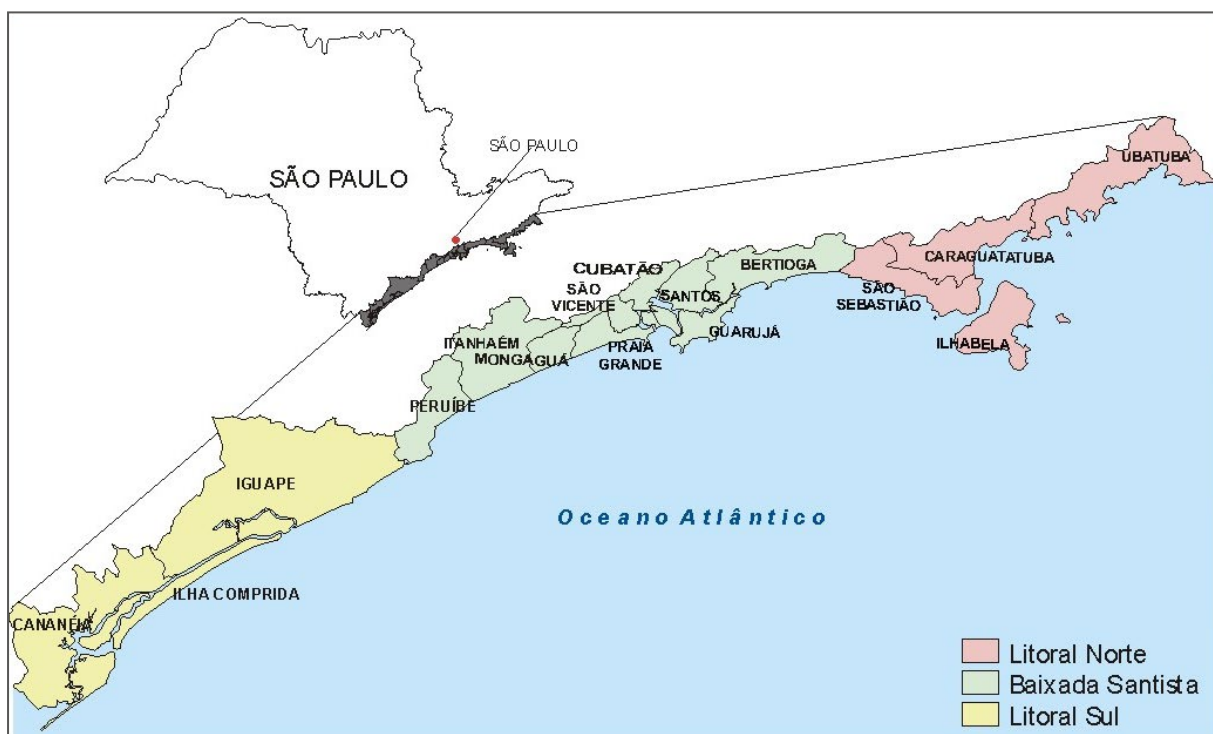 SÃO PAULO
SÃO PAULO
UBATUBA
CARAGUATATUBA
BERTIOGA
CUBATÃO
SÃO
VICENTE
SANTOS
SÃO
SEBASTIÃO
GUARUJÁ
ILHABELA
ITANHAÉM
MONGAGUÁ
PRAIA
GRANDE
PERUÍBE
IGUAPE
Oceano Atlântico
ILHA COMPRIDA
CANANÉIA
Litoral Norte
Baixada Santista
Litoral Sul